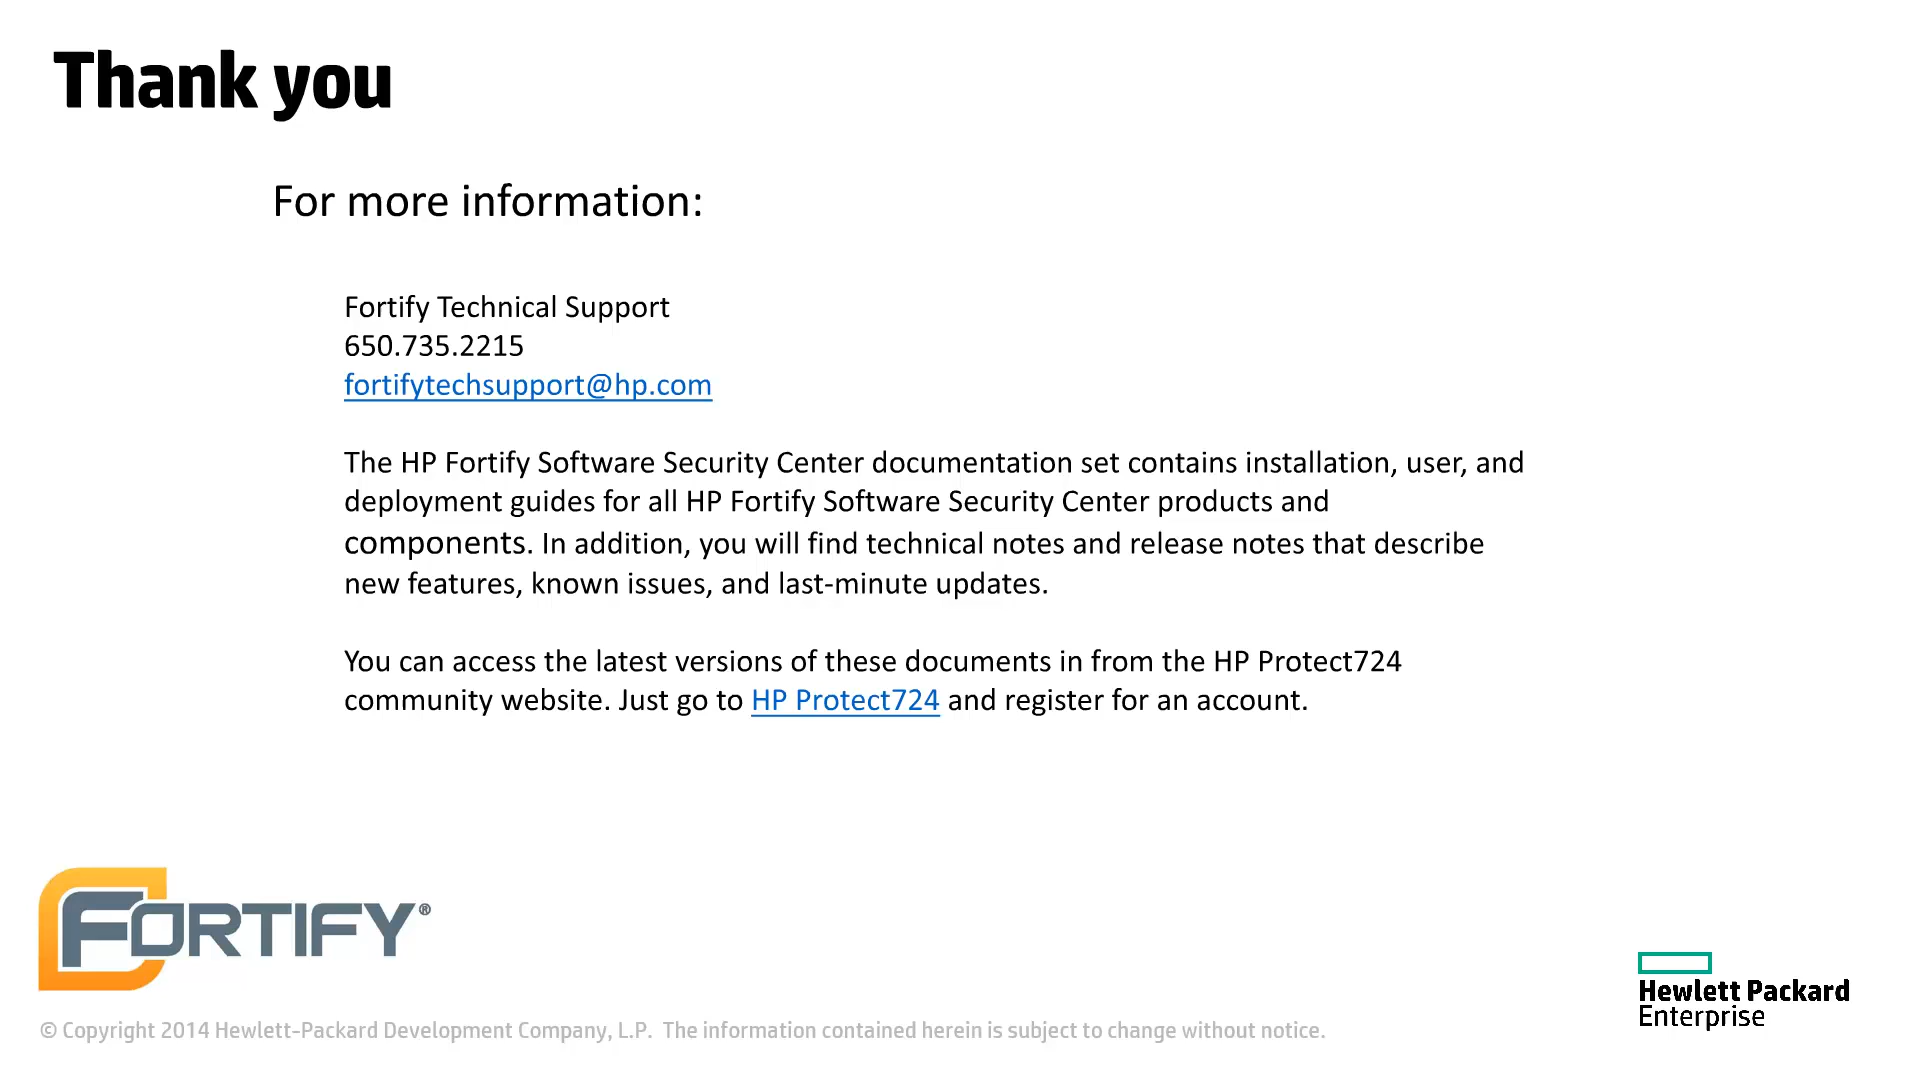 Thank you
For more information:
Fortify Technical Support
650.735.2215
fortifytechsupport@hp.com
The HP Fortify Software Security Center documentation set contains installation, user, and
deployment guides for all HP Fortify Software Security Center products and
components. In addition, you will find technical notes and release notes that describe
new features, known issues, and last-minute updates.
You can access the latest versions of these documents in from the HP Protect724
community website. Just go to HP Protect724 and register for an account.
FORTIFY®
Hewlett Packard
Enterprise
© Copyright 2014 Hewlett-Packard Development Company, L.P. The information contained herein is subject to change without notice.